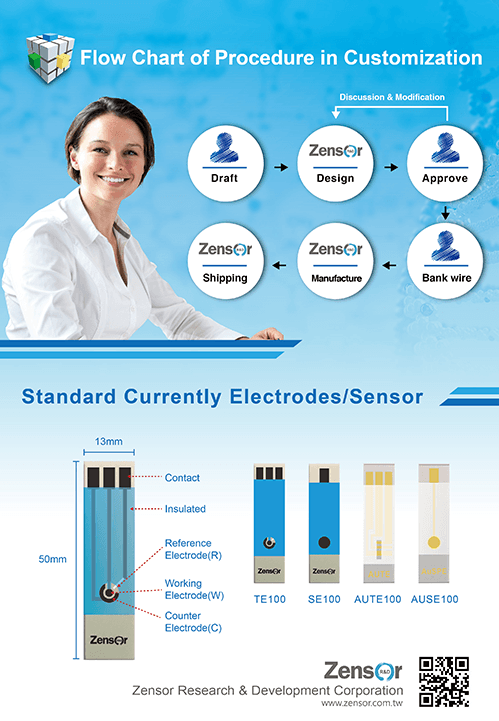 Flow Chart of Procedure in Customization
Discussion & Modification
Draft
Zensor
R&D
Design
Approve
Zensor
R&D
Shipping
Zensor
R&D
Manufacture
Bank wire
Standard Currently Electrodes/Sensor
13mm
50mm
Contact
Insulated
Reference
Electrode(R)
Working
Electrode(W)
Counter
Electrode(C)
Zensor
Zensor
Zensor
TE100
SE100
AUTE100
AUSE100
Zensor
R&D
Zensor Research & Development Corporation
www.zensor.com.tw